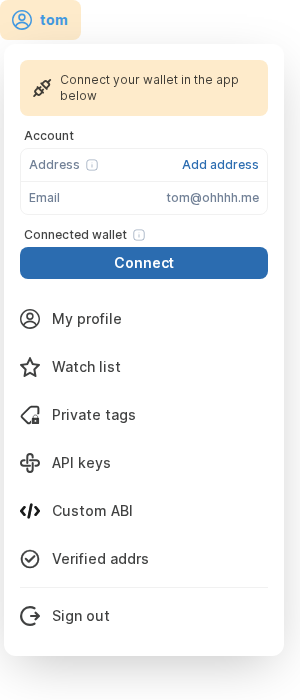 tom
Connect your wallet in the app
below
Account
Address
Add address
Email
tom@ohhhh.me
Connected wallet
Connect
My profile
Watch list
Private tags
API keys
Custom ABI
Verified addrs
Sign out